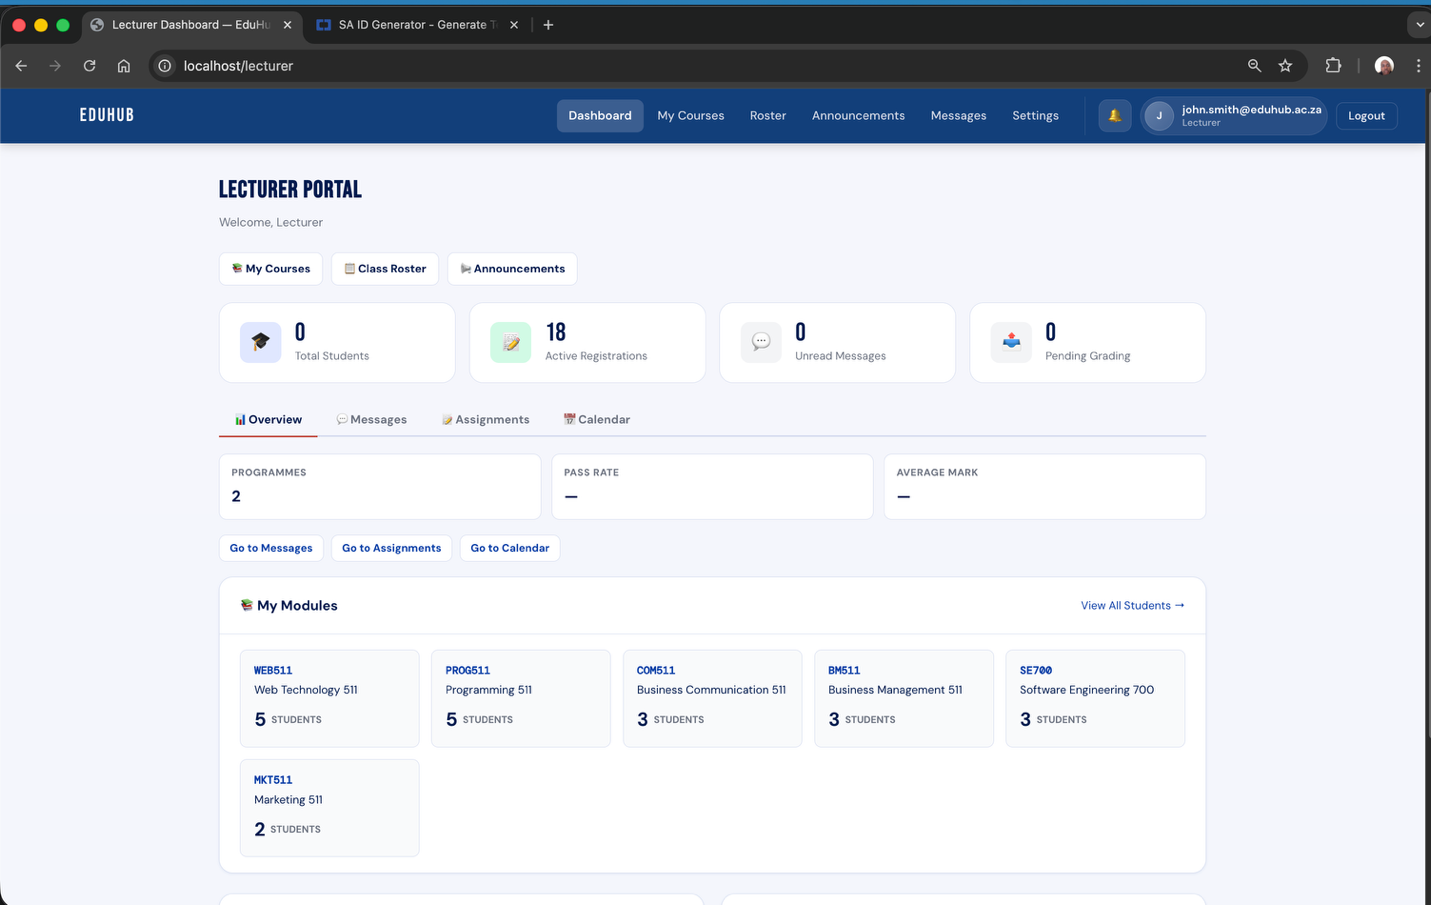 Lecturer Dashboard — EduHu
SA ID Generator - Generate T
localhost/lecturer
EDUHUB
Dashboard
My Courses
Roster
Announcements
Messages
Settings
J
john.smith@eduhub.ac.za
Lecturer
Logout
LECTURER PORTAL
Welcome, Lecturer
My Courses
Class Roster
Announcements
0
Total Students
18
Active Registrations
0
Unread Messages
0
Pending Grading
Overview
Messages
Assignments
Calendar
PROGRAMMES
2
PASS RATE
—
AVERAGE MARK
—
Go to Messages
Go to Assignments
Go to Calendar
My Modules
View All Students →
WEB511
Web Technology 511
5 STUDENTS
PROG511
Programming 511
5 STUDENTS
COM511
Business Communication 511
3 STUDENTS
BM511
Business Management 511
3 STUDENTS
SE700
Software Engineering 700
3 STUDENTS
MKT511
Marketing 511
2 STUDENTS